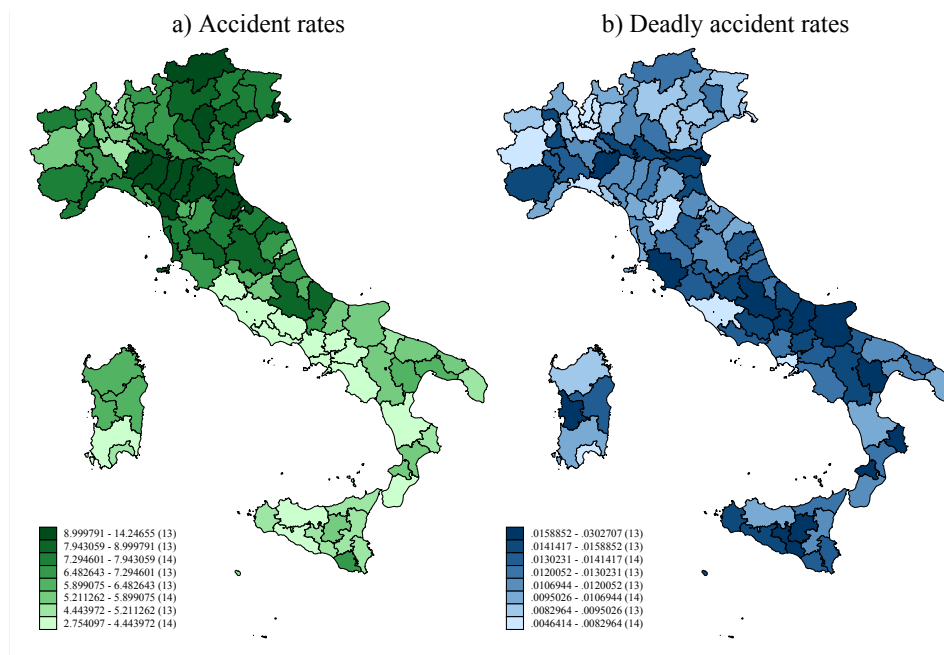 a) Accident rates
b) Deadly accident rates
8.999791 - 14.24655 (13)
7.943059 - 8.999791 (13)
7.294601 - 7.943059 (14)
6.482643 - 7.294601 (13)
5.899075 - 6.482643 (13)
5.211262 - 5.899075 (14)
4.443972 - 5.211262 (13)
2.754097 - 4.443972 (14)
.0158852 - .0302707 (13)
.0141417 - .0158852 (13)
.0130231 - .0141417 (14)
.0120052 - .0130231 (13)
.0106944 - .0120052 (13)
.0095026 - .0106944 (14)
.0082964 - .0095026 (13)
.0046414 - .0082964 (14)